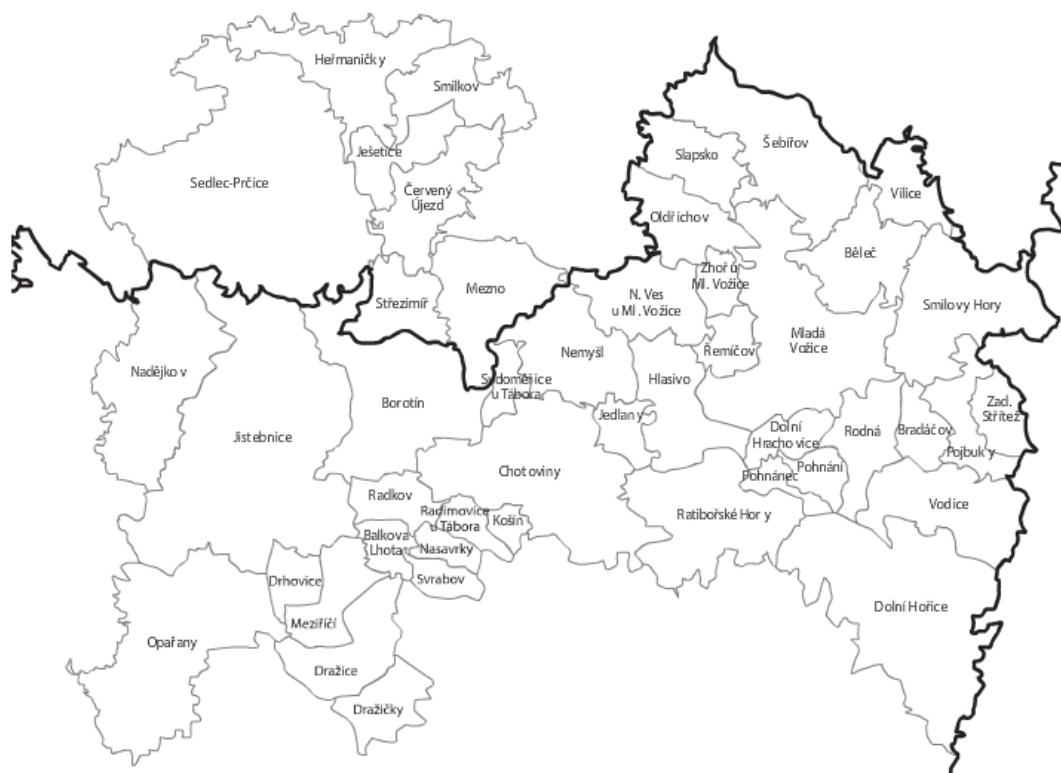 Heřmaničky
Smilkov
Ješetice
Šebířov
Slapsko
Sedlec-Prčice
Červený
Újezd
Vilice
Oldřichov
Běleč
Zhoř u
Ml. Vožice
Mezno
Střezimíř
N. Ves
u Ml. Vožice
Smilovy Hory
Mladá
Vožice
Řemíčov
Nemyšl
Nadějkov
Sudoměřice
u Tábora
Hlasivo
Borotín
Zad.
Střítež
Jedlany
Jistebnice
Dolní
Hrachovice
Rodná
Bradáčov
Pojbuky
Chotoviny
Pohnánec
Pohnání
Radkov
Radimovice
u Tábora
Košín
Ratibořské Hory
Vodice
Balkova
Lhota
Nasavrky
Drhovice
Svrabov
Dolní Hořice
Meziříčí
Opařany
Dražice
Dražičky